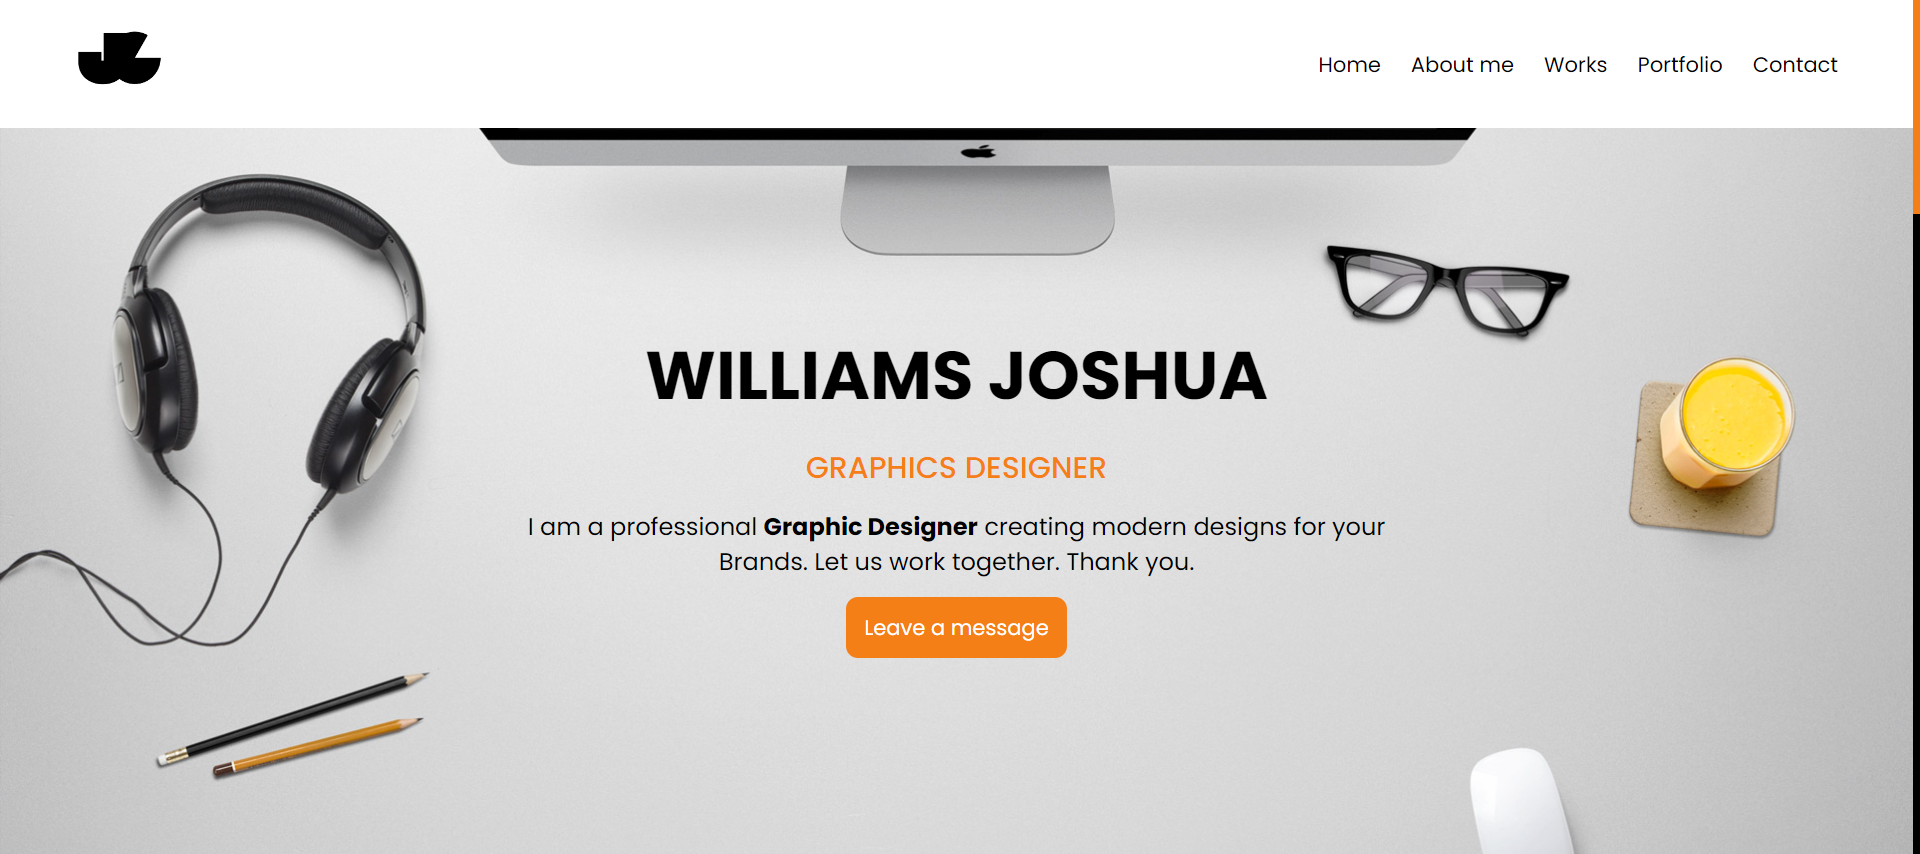 Home About me Works Portfolio Contact
WILLIAMS JOSHUA
GRAPHICS DESIGNER
I am a professional Graphic Designer creating modern designs for your
Brands. Let us work together. Thank you.
Leave a message